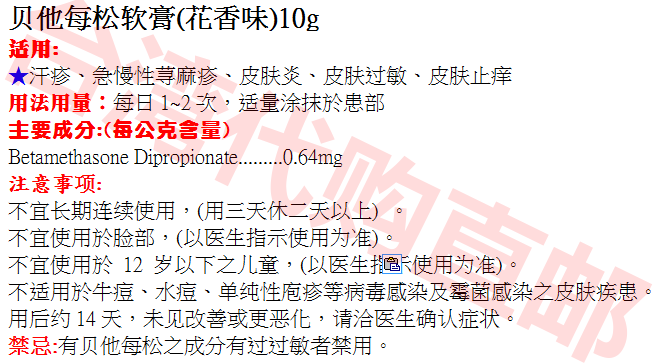 贝他每松软膏(花香味)10g
适用:
★汗疹、急慢性荨麻疹、皮肤炎、皮肤过敏、皮肤止痒
用法用量：每日1~2次，适量涂抹於患部
主要成分:(每公克含量)
Betamethasone Dipropionate.........0.64mg
注意事项:
不宜长期连续使用，(用三天休二天以上) 。
不宜使用於脸部，(以医生指示使用为准)。
不宜使用於 12 岁以下之儿童，(以医生指示使用为准)。
不适用於牛痘、水痘、单纯性庖疹等病毒感染及霉菌感染之皮肤疾患。
用后约14天，未见改善或更恶化，请洽医生确认症状。
禁忌:有贝他每松之成分有过过敏者禁用。
台湾代购直邮